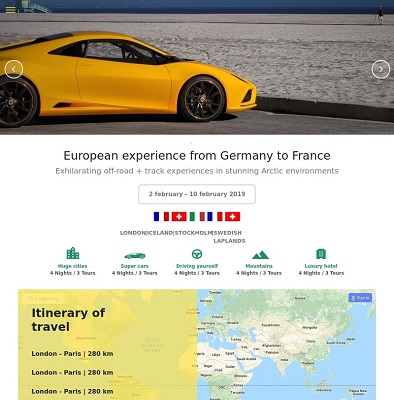 European experience from Germany to France
Exhilarating off-road + track experiences in stunning Arctic environments
2 february - 10 february 2019
LONDON|ICELAND|STOCKHOLM|SWEDISH
LAPLANDS
Huge cities
4 Nights / 3 Tours
Super cars
4 Nights / 3 Tours
Driving yourself
4 Nights / 3 Tours
Mountains
4 Nights / 3 Tours
Luxury hotel
4 Nights / 3 Tours
Sign in
Itinerary of
travel
London - Paris | 280 km
London - Paris | 280 km
London - Paris | 280 km